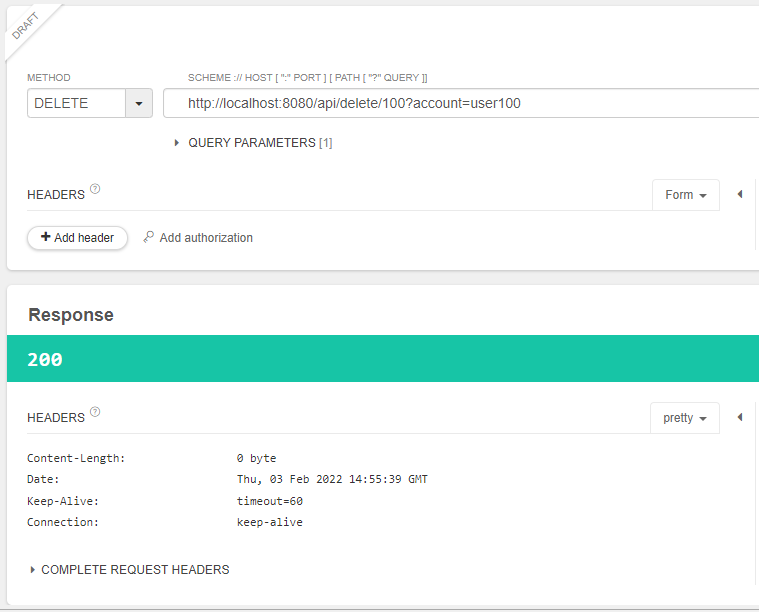 DRAFT
METHOD SCHEME :// HOST [ ":" PORT ] [ PATH [ "?" QUERY ]]
DELETE http://localhost:8080/api/delete/100?account=user100
QUERY PARAMETERS [1]
HEADERS ? Form
+ Add header Add authorization
Response
200
HEADERS ? pretty
Content-Length: 0 byte
Date: Thu, 03 Feb 2022 14:55:39 GMT
Keep-Alive: timeout=60
Connection: keep-alive
COMPLETE REQUEST HEADERS